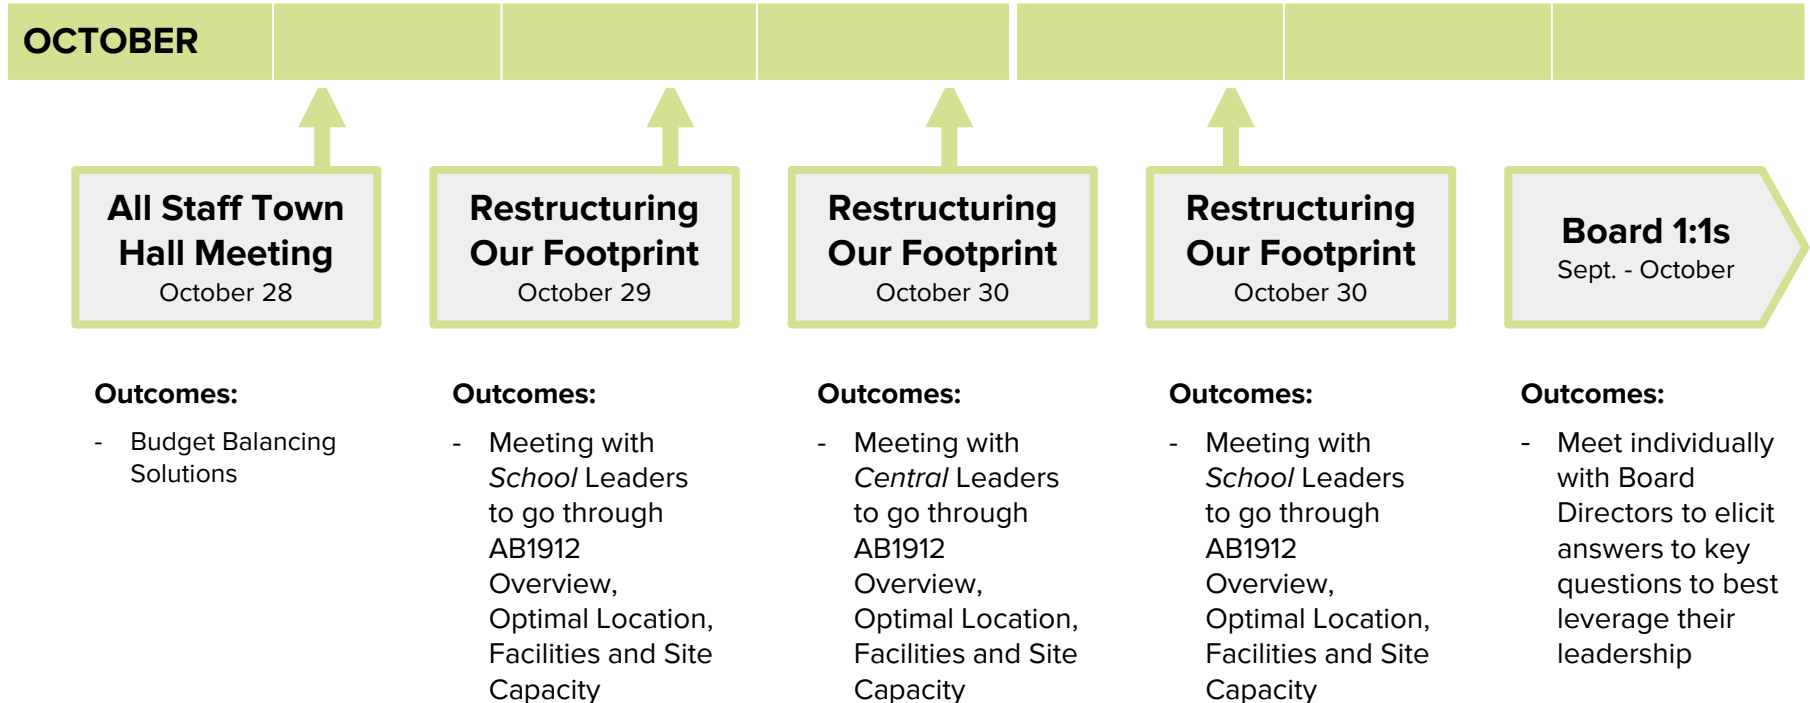 OCTOBER
All Staff Town
Hall Meeting
October 28
Restructuring
Our Footprint
October 29
Restructuring
Our Footprint
October 30
Restructuring
Our Footprint
October 30
Board 1:1s
Sept. - October
Outcomes:
- Budget Balancing
Solutions
Outcomes:
- Meeting with
School Leaders
to go through
AB1912
Overview,
Optimal Location,
Facilities and Site
Capacity
Outcomes:
- Meeting with
Central Leaders
to go through
AB1912
Overview,
Optimal Location,
Facilities and Site
Capacity
Outcomes:
- Meeting with
School Leaders
to go through
AB1912
Overview,
Optimal Location,
Facilities and Site
Capacity
Outcomes:
- Meet individually
with Board
Directors to elicit
answers to key
questions to best
leverage their
leadership